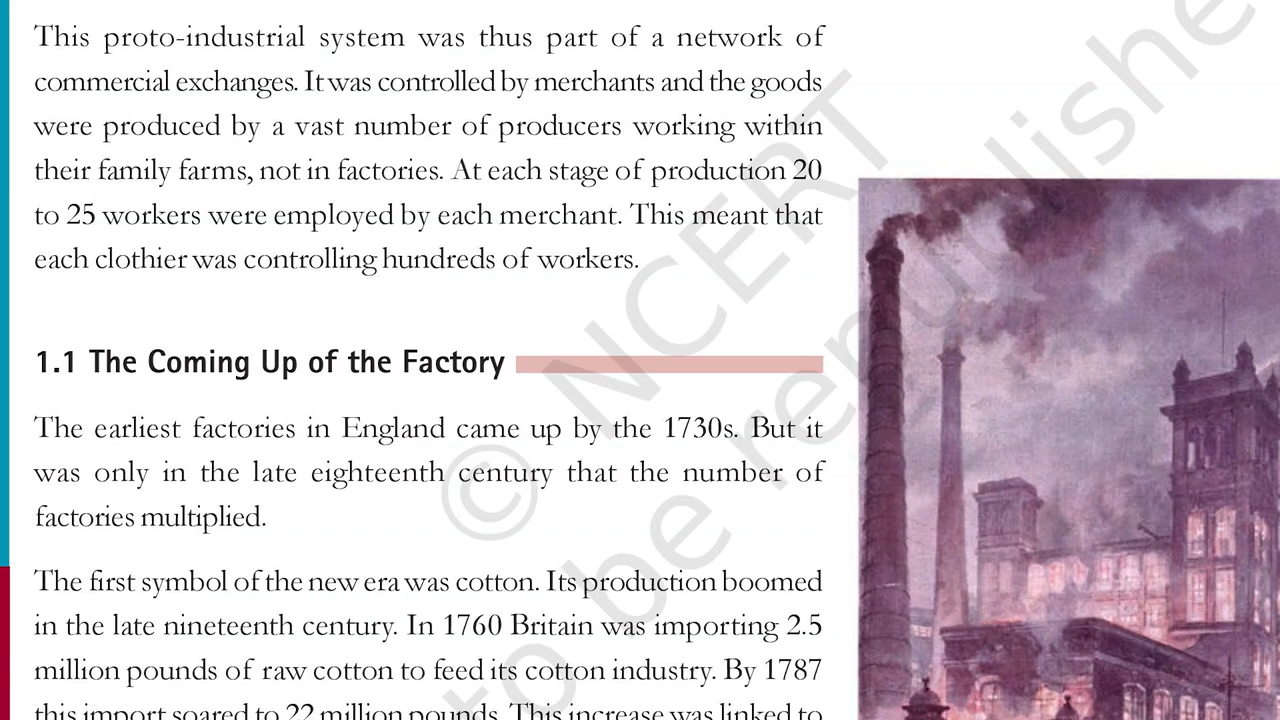 This proto-industrial system was thus part of a network of
commercial exchanges. It was controlled by merchants and the goods
were produced by a vast number of producers working within
their family farms, not in factories. At each stage of production 20
to 25 workers were employed by each merchant. This meant that
each clothier was controlling hundreds of workers.
1.1 The Coming Up of the Factory
The earliest factories in England came up by the 1730s. But it
was only in the late eighteenth century that the number of
factories multiplied.
The first symbol of the new era was cotton. Its production boomed
in the late nineteenth century. In 1760 Britain was importing 2.5
million pounds of raw cotton to feed its cotton industry. By 1787
this import soared to 22 million pounds. This increase was linked to
© NCERT
to be republishe